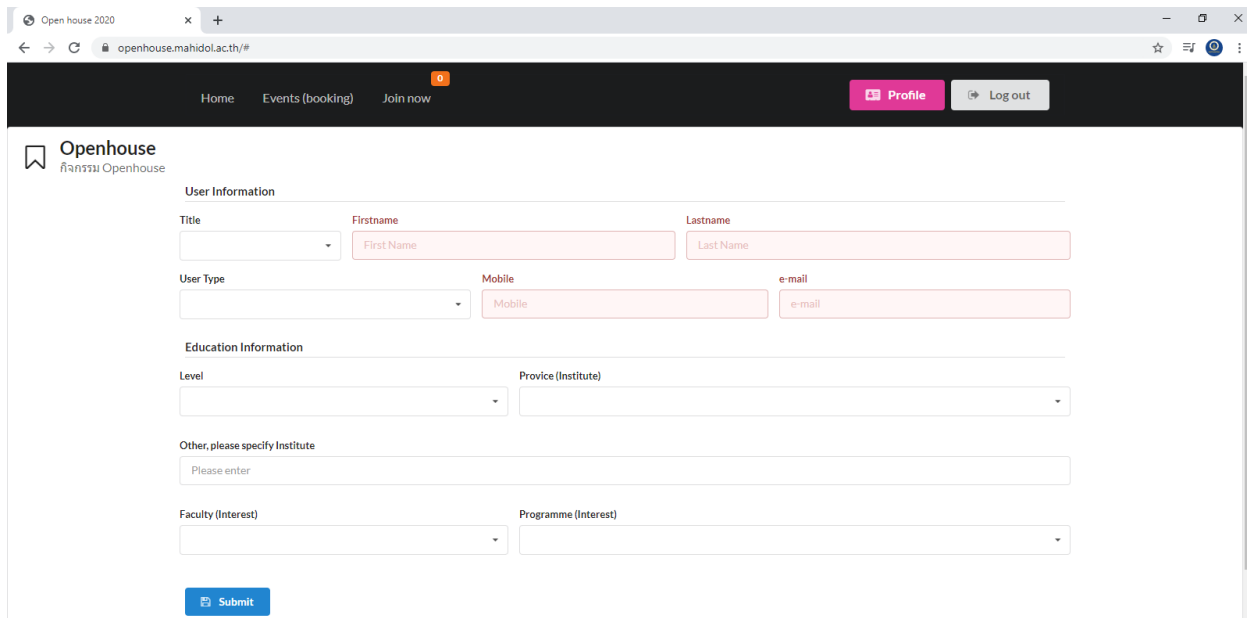 Open house 2020
openhouse.mahidol.ac.th/#
0
Home Events (booking) Join now Profile Log out
Openhouse
กิจกรรม Openhouse
User Information
Title Firstname Lastname
First Name Last Name
User Type Mobile e-mail
Mobile e-mail
Education Information
Level Provice (Institute)
Other, please specify Institute
Please enter
Faculty (Interest) Programme (Interest)
Submit